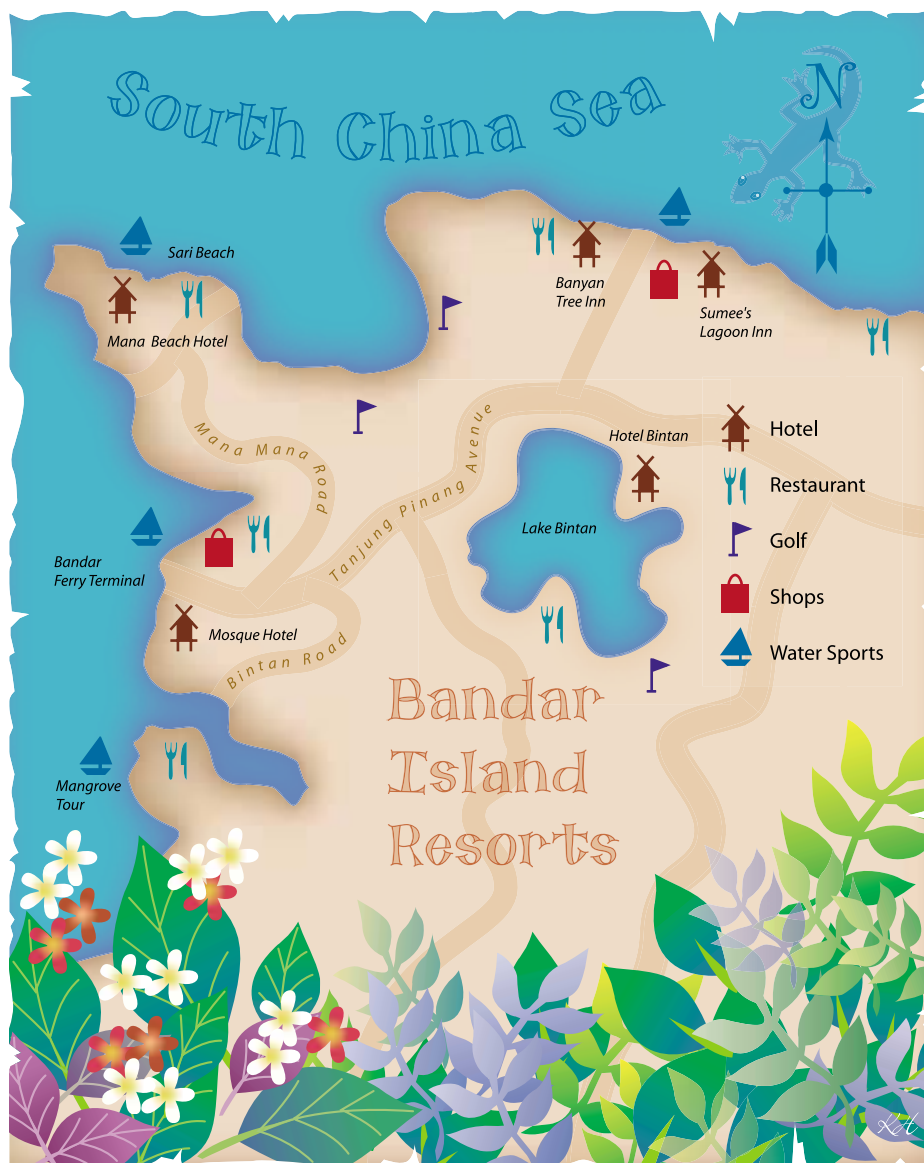 South China Sea
N
Sari Beach
Mana Beach Hotel
Banyan
Tree Inn
Sumee's
Lagoon Inn
Mana Mana Road
Tanjung Pinang Avenue
Hotel Bintan
Lake Bintan
Hotel
Restaurant
Golf
Shops
Water Sports
Bandar
Ferry Terminal
Mosque Hotel
Bintan Road
Bandar
Island
Resorts
Mangrove
Tour
KA